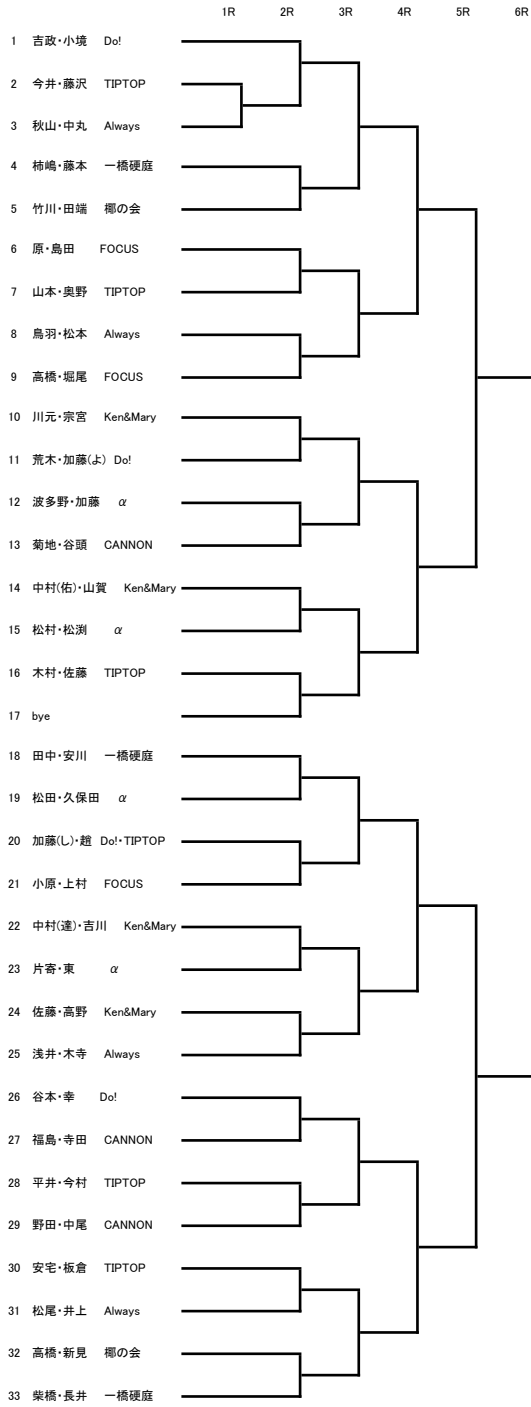 1R 2R 3R 4R 5R 6R
1 吉政・小境 Do!
2 今井・藤沢 TIPTOP
3 秋山・中丸 Always
4 柿嶋・藤本 一橋硬庭
5 竹川・田端 椰の会
6 原・島田 FOCUS
7 山本・奥野 TIPTOP
8 鳥羽・松本 Always
9 高橋・堀尾 FOCUS
10 川元・宗宮 Ken&Mary
11 荒木・加藤(よ) Do!
12 波多野・加藤 α
13 菊地・谷頭 CANNON
14 中村(佑)・山賀 Ken&Mary
15 松村・松渕 α
16 木村・佐藤 TIPTOP
17 bye
18 田中・安川 一橋硬庭
19 松田・久保田 α
20 加藤(し)・趙 Do!・TIPTOP
21 小原・上村 FOCUS
22 中村(達)・吉川 Ken&Mary
23 片寄・東 α
24 佐藤・高野 Ken&Mary
25 浅井・木寺 Always
26 谷本・幸 Do!
27 福島・寺田 CANNON
28 平井・今村 TIPTOP
29 野田・中尾 CANNON
30 安宅・板倉 TIPTOP
31 松尾・井上 Always
32 高橋・新見 椰の会
33 柴橋・長井 一橋硬庭